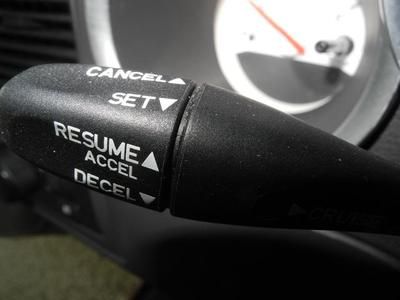 CANCEL▲
SET▼
RESUME▲
ACCEL
DECEL▼
▶CRUISE